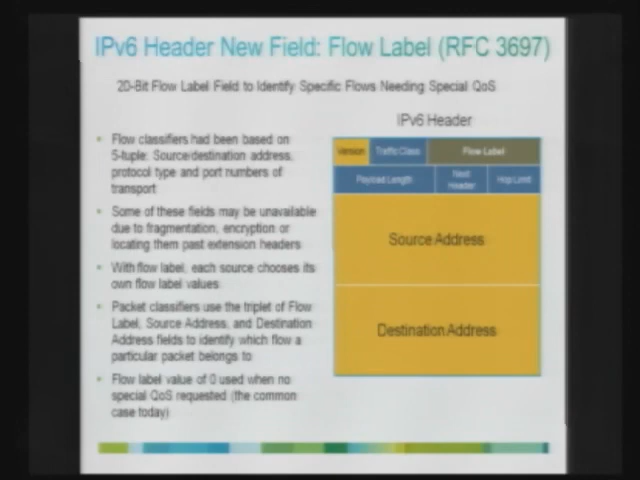 IPv6 Header New Field: Flow Label (RFC 3697)
20-Bit Flow Label Field to Identify Specific Flows Needing Special QoS
IPv6 Header
Flow classifiers had been based on
5-tuple: Source/destination address,
protocol type and port numbers of
transport
Some of these fields may be unavailable
due to fragmentation, encryption or
locating them past extension headers
With flow label, each source chooses its
own flow label values
Packet classifiers use the triplet of Flow
Label, Source Address, and Destination
Address fields to identify which flow a
particular packet belongs to
Flow label value of 0 used when no
special QoS requested (the common
case today)
Version Traffic Class Flow Label
Payload Length Next Header Hop Limit
Source Address
Destination Address